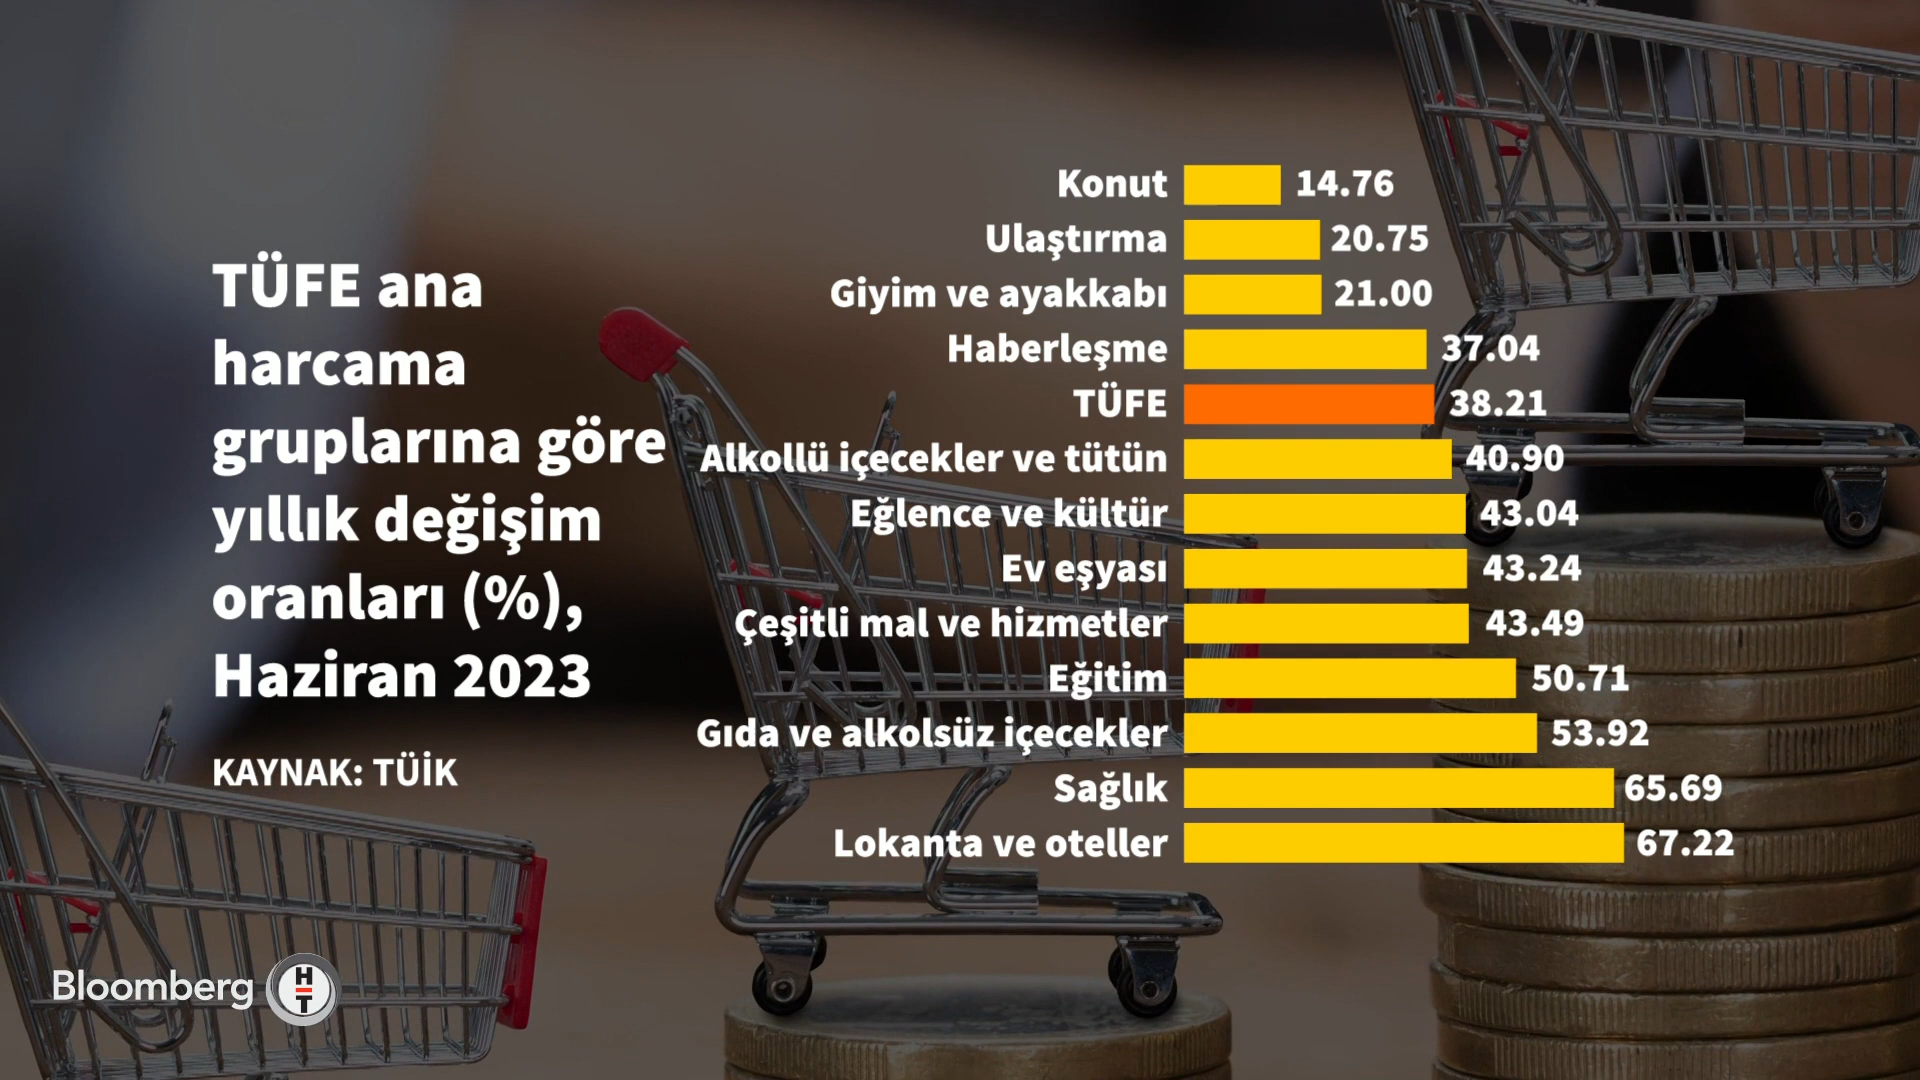 TÜFE ana
harcama
gruplarına göre
yıllık değişim
oranları (%),
Haziran 2023
KAYNAK: TÜİK
Konut 14.76
Ulaştırma 20.75
Giyim ve ayakkabı 21.00
Haberleşme 37.04
TÜFE 38.21
Alkollü içecekler ve tütün 40.90
Eğlence ve kültür 43.04
Ev eşyası 43.24
Çeşitli mal ve hizmetler 43.49
Eğitim 50.71
Gıda ve alkolsüz içecekler 53.92
Sağlık 65.69
Lokanta ve oteller 67.22
Bloomberg HT